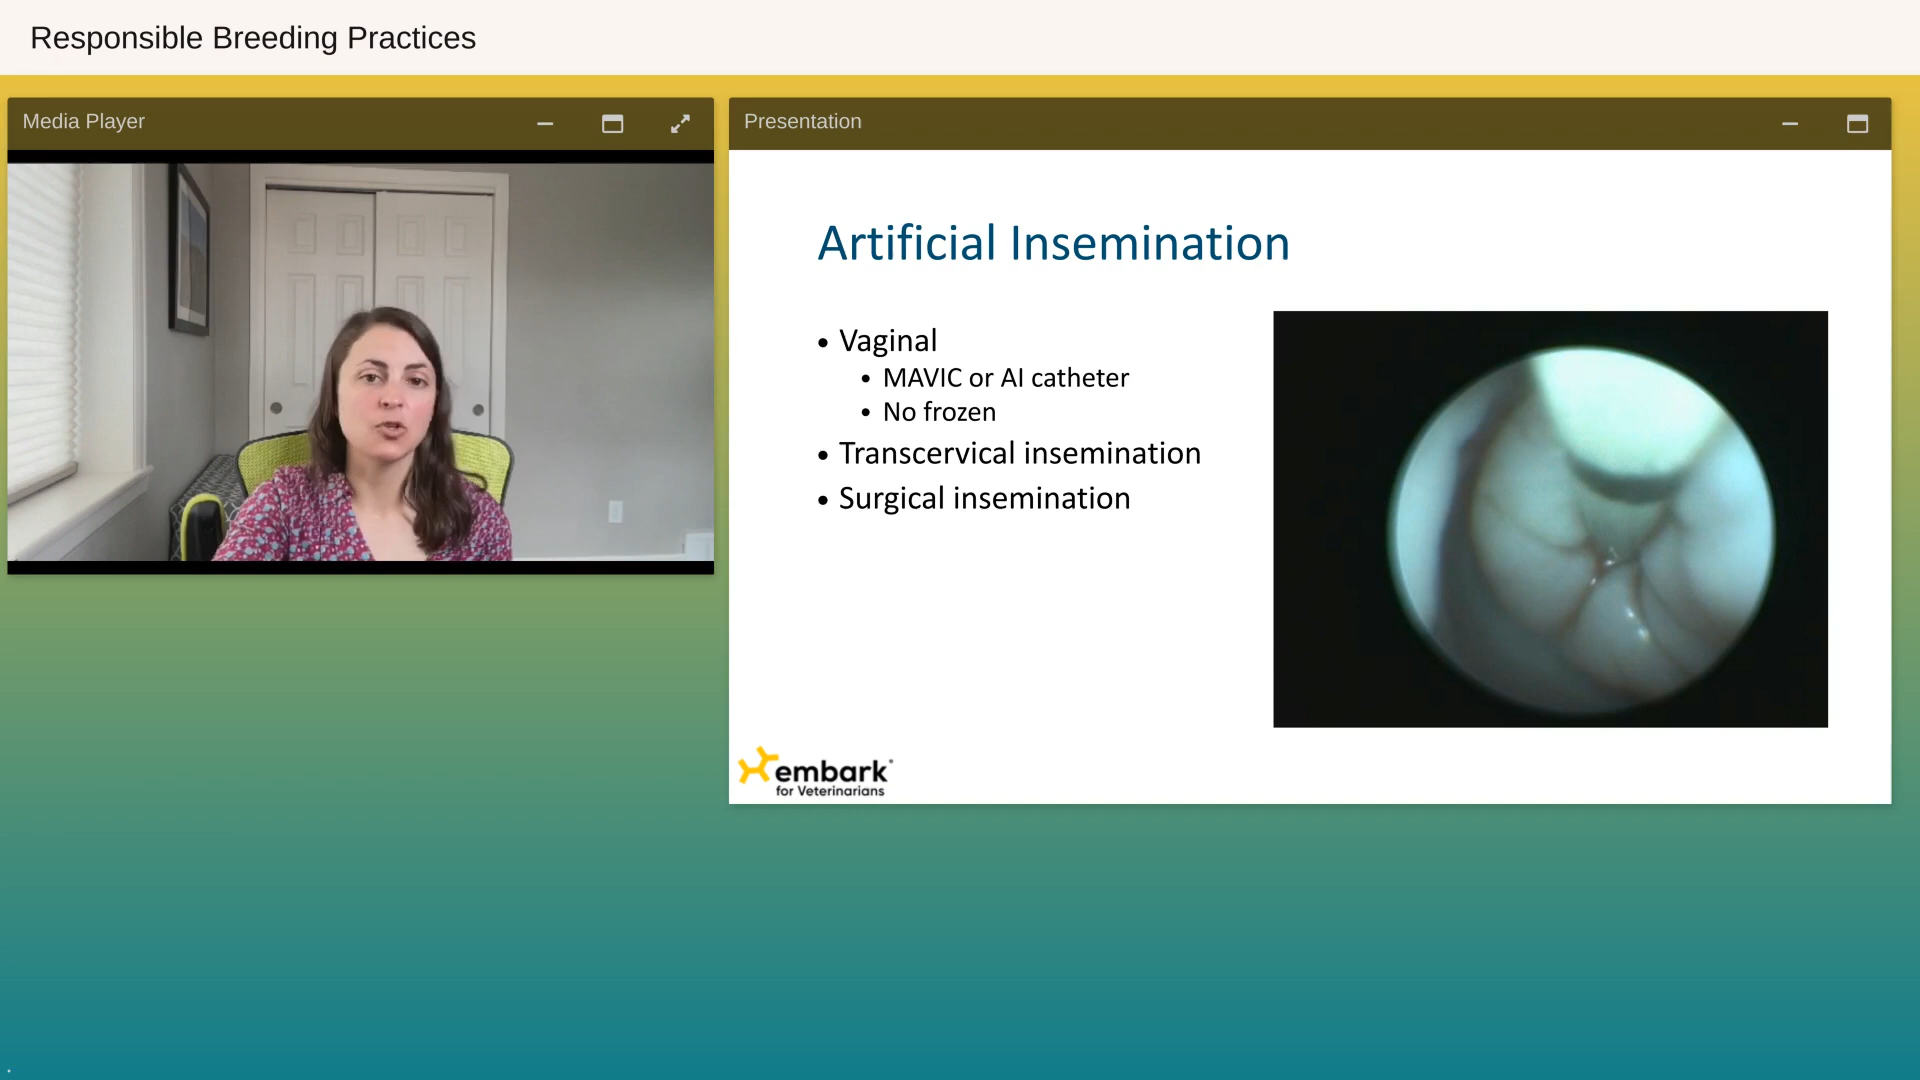 Responsible Breeding Practices
Media Player
Presentation
Artificial Insemination
• Vaginal
• MAVIC or AI catheter
• No frozen
• Transcervical insemination
• Surgical insemination
embark
for Veterinarians